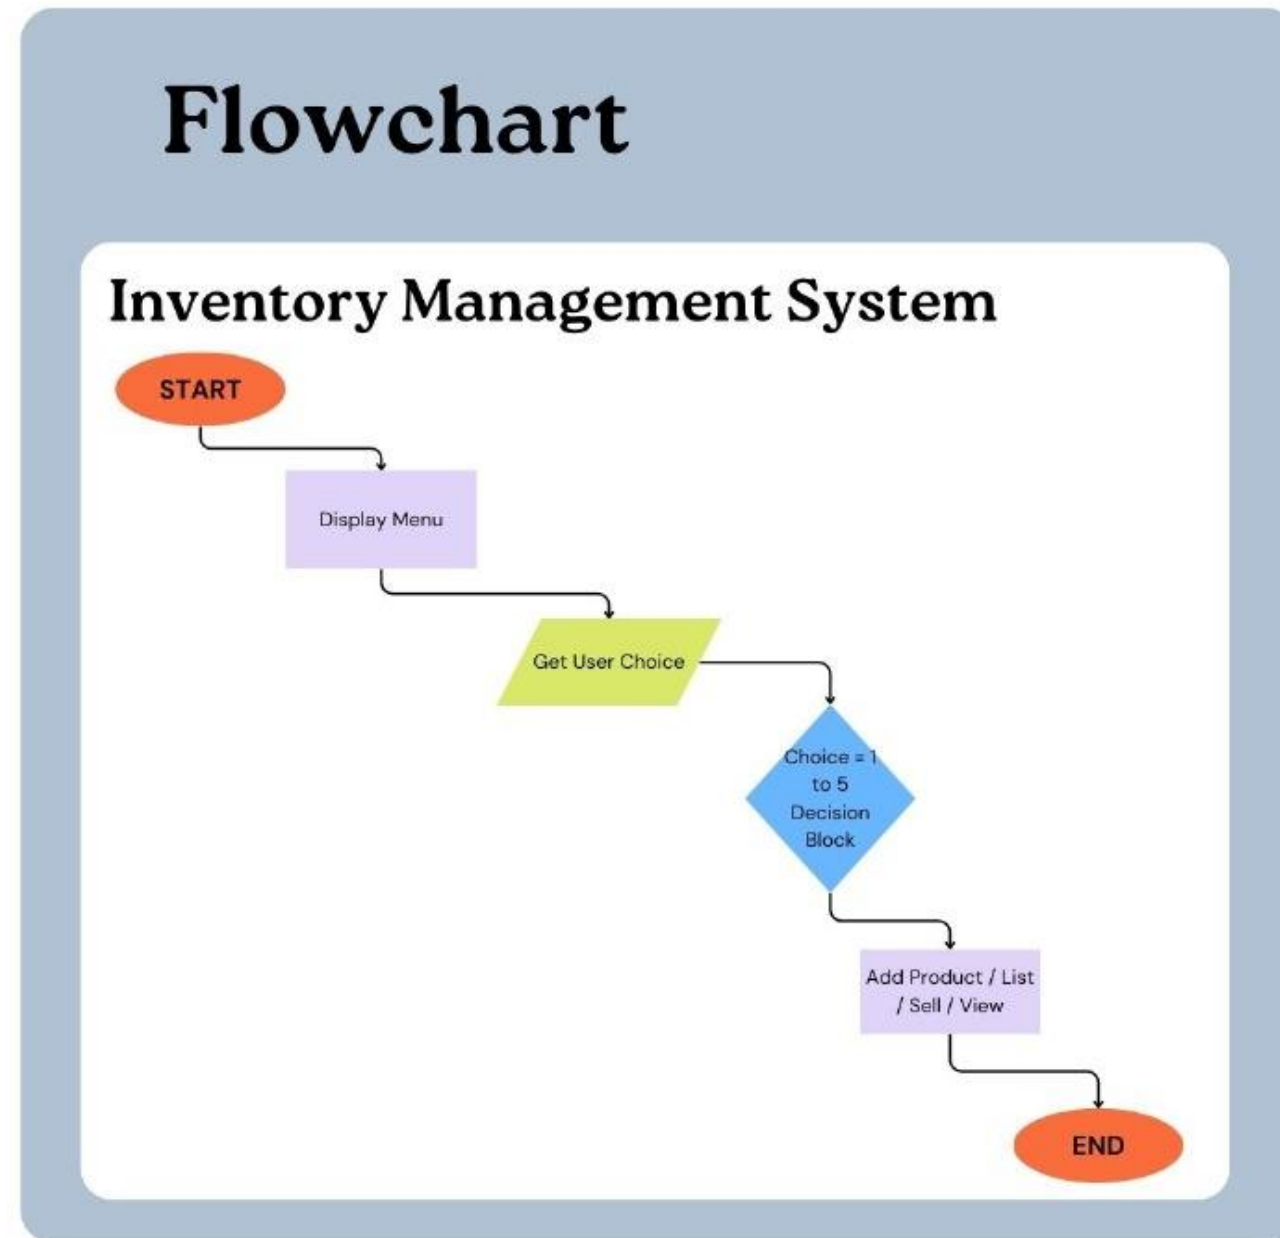 Flowchart
Inventory Management System
START
Display Menu
Get User Choice
Choice = 1
to 5
Decision
Block
Add Product / List
/ Sell / View
END